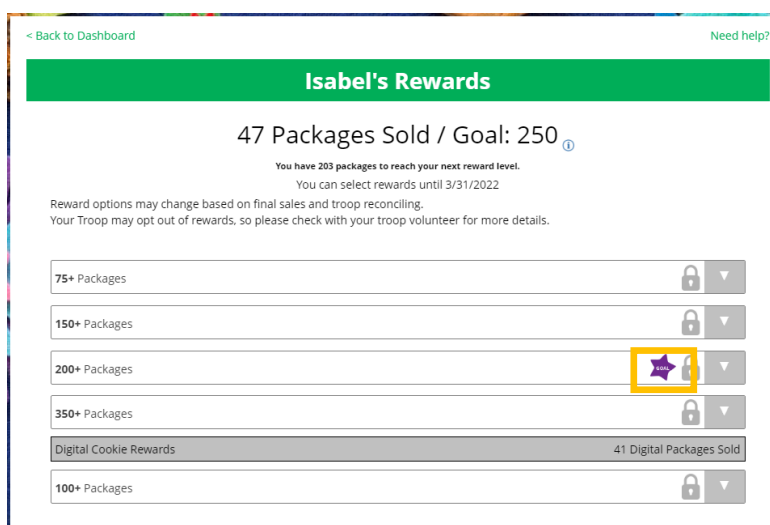 < Back to Dashboard Need help?
Isabel's Rewards
47 Packages Sold / Goal: 250
You have 203 packages to reach your next reward level.
You can select rewards until 3/31/2022
Reward options may change based on final sales and troop reconciling.
Your Troop may opt out of rewards, so please check with your troop volunteer for more details.
75+ Packages
150+ Packages
200+ Packages GOAL
350+ Packages
Digital Cookie Rewards 41 Digital Packages Sold
100+ Packages